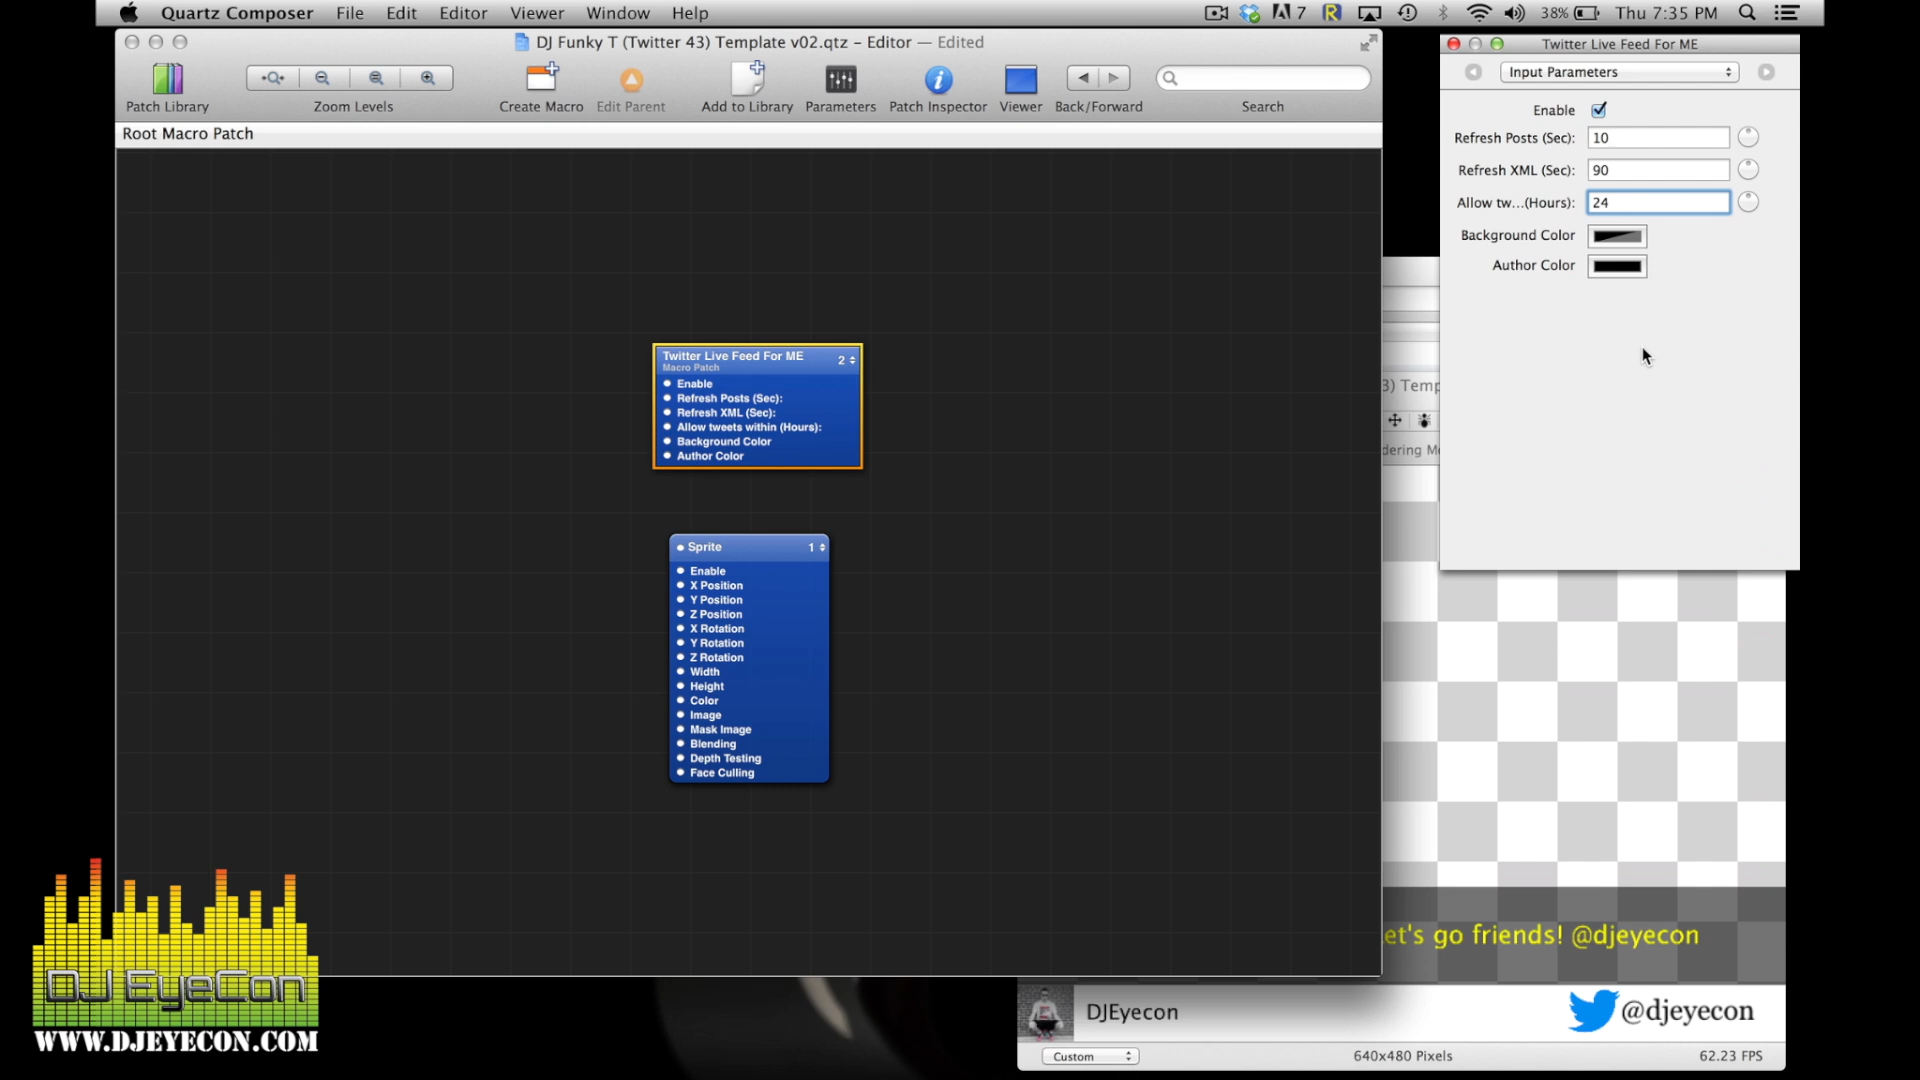 Quartz Composer File Edit Editor Viewer Window Help 7 38% Thu 7:35 PM
DJ Funky T (Twitter 43) Template v02.qtz – Editor — Edited
Patch Library Zoom Levels Create Macro Edit Parent Add to Library Parameters Patch Inspector Viewer Back/Forward Search
Root Macro Patch
Twitter Live Feed For ME 2
Macro Patch
Enable
Refresh Posts (Sec):
Refresh XML (Sec):
Allow tweets within (Hours):
Background Color
Author Color
Sprite 1
Enable
X Position
Y Position
Z Position
X Rotation
Y Rotation
Z Rotation
Width
Height
Color
Image
Mask Image
Blending
Depth Testing
Face Culling
Twitter Live Feed For ME
Input Parameters
Enable
Refresh Posts (Sec): 10
Refresh XML (Sec): 90
Allow tw...(Hours): 24
Background Color
Author Color
3) Temp
dering M
et's go friends! @djeyecon
DJEyecon @djeyecon
Custom 640x480 Pixels 62.23 FPS
DJ EyeCon
WWW.DJEYECON.COM